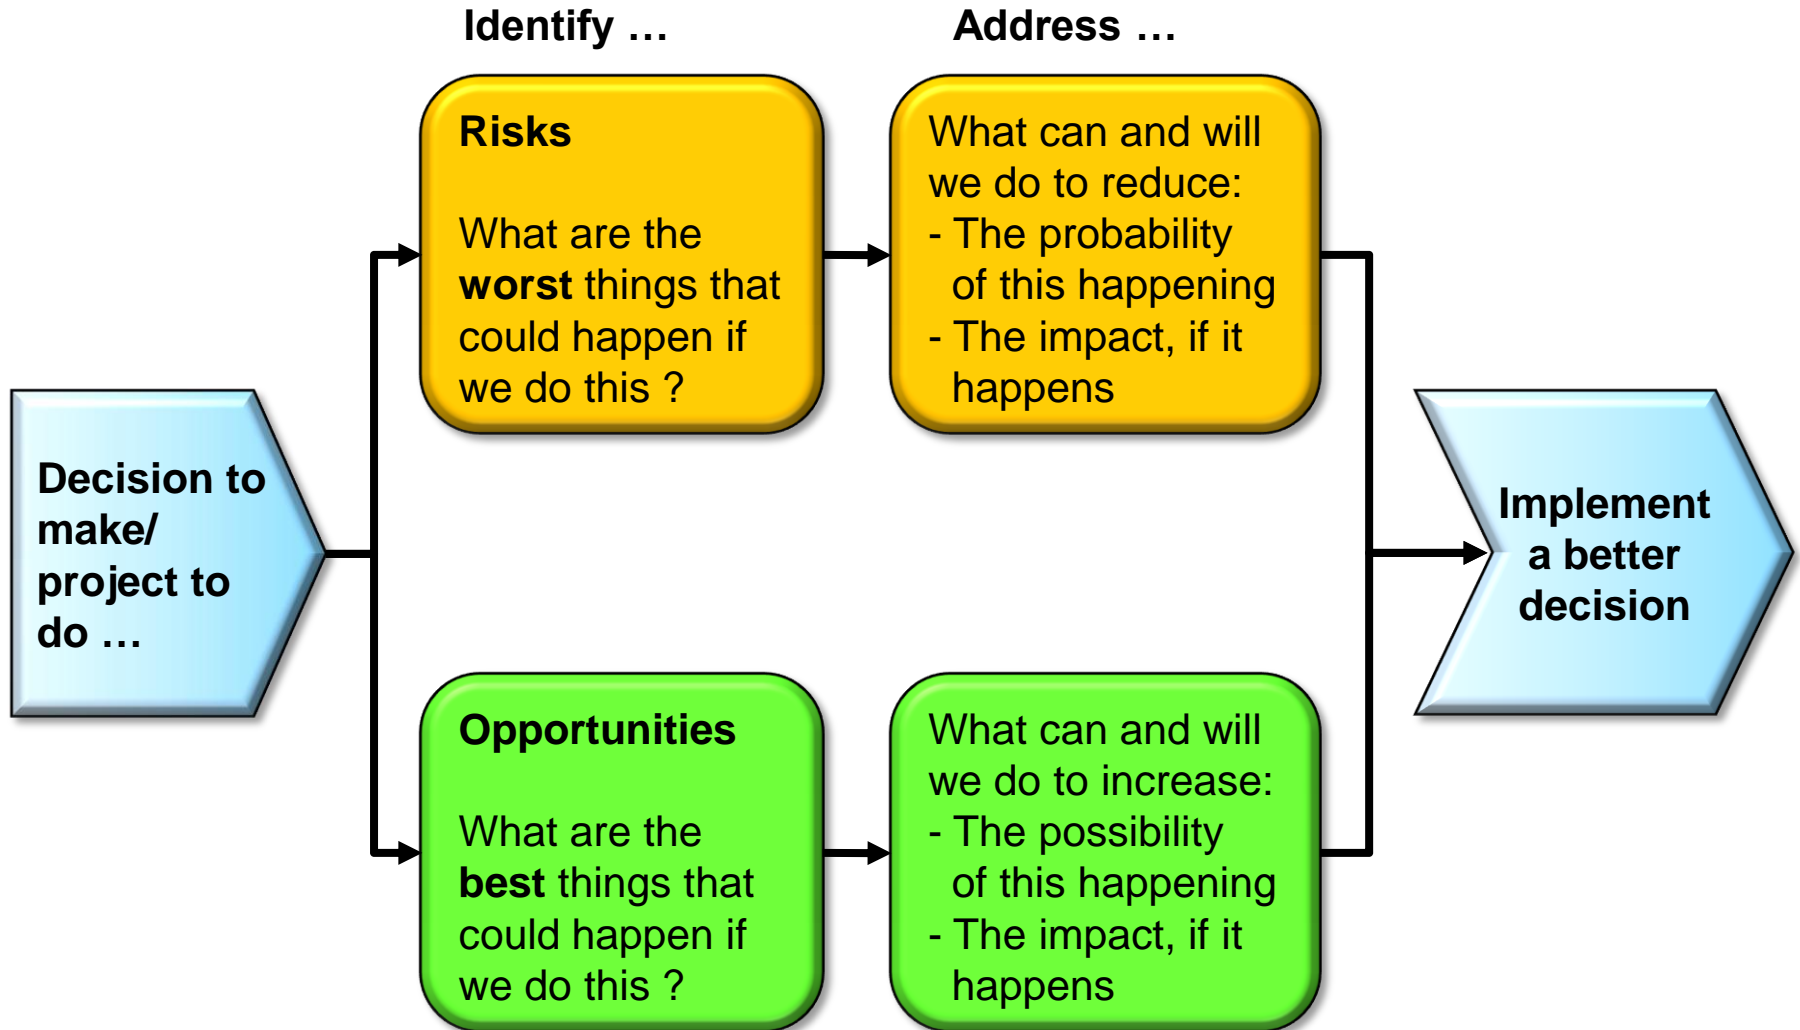 Identify …
Address …
Decision to
make/
project to
do …
Risks
What are the
worst things that
could happen if
we do this ?
What can and will
we do to reduce:
- The probability
of this happening
- The impact, if it
happens
Opportunities
What are the
best things that
could happen if
we do this ?
What can and will
we do to increase:
- The possibility
of this happening
- The impact, if it
happens
Implement
a better
decision